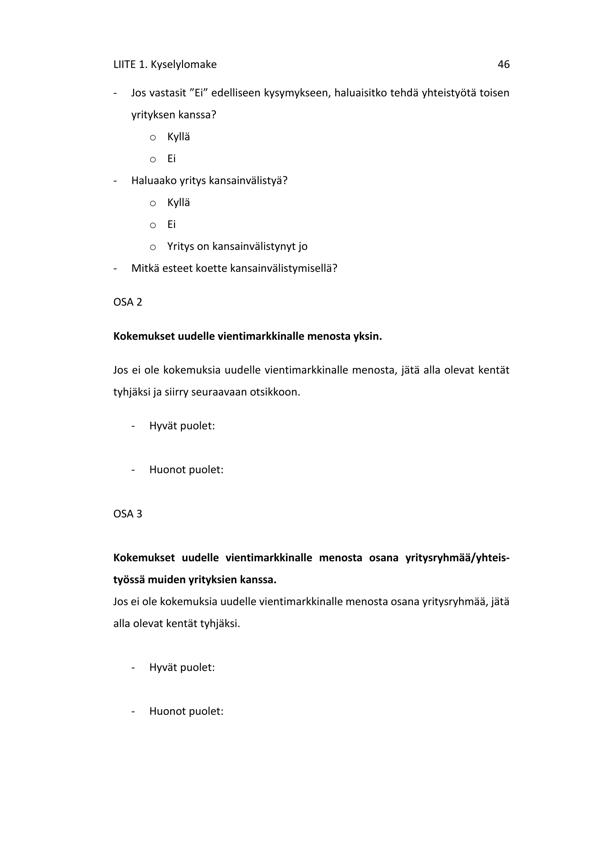 LIITE 1. Kyselylomake 46
- Jos vastasit ”Ei” edelliseen kysymykseen, haluaisitko tehdä yhteistyötä toisen
yrityksen kanssa?
o Kyllä
o Ei
- Haluaako yritys kansainvälistyä?
o Kyllä
o Ei
o Yritys on kansainvälistynyt jo
- Mitkä esteet koette kansainvälistymisellä?
OSA 2
Kokemukset uudelle vientimarkkinalle menosta yksin.
Jos ei ole kokemuksia uudelle vientimarkkinalle menosta, jätä alla olevat kentät
tyhjäksi ja siirry seuraavaan otsikkoon.
- Hyvät puolet:
- Huonot puolet:
OSA 3
Kokemukset uudelle vientimarkkinalle menosta osana yritysryhmää/yhteis-
työssä muiden yrityksien kanssa.
Jos ei ole kokemuksia uudelle vientimarkkinalle menosta osana yritysryhmää, jätä
alla olevat kentät tyhjäksi.
- Hyvät puolet:
- Huonot puolet: